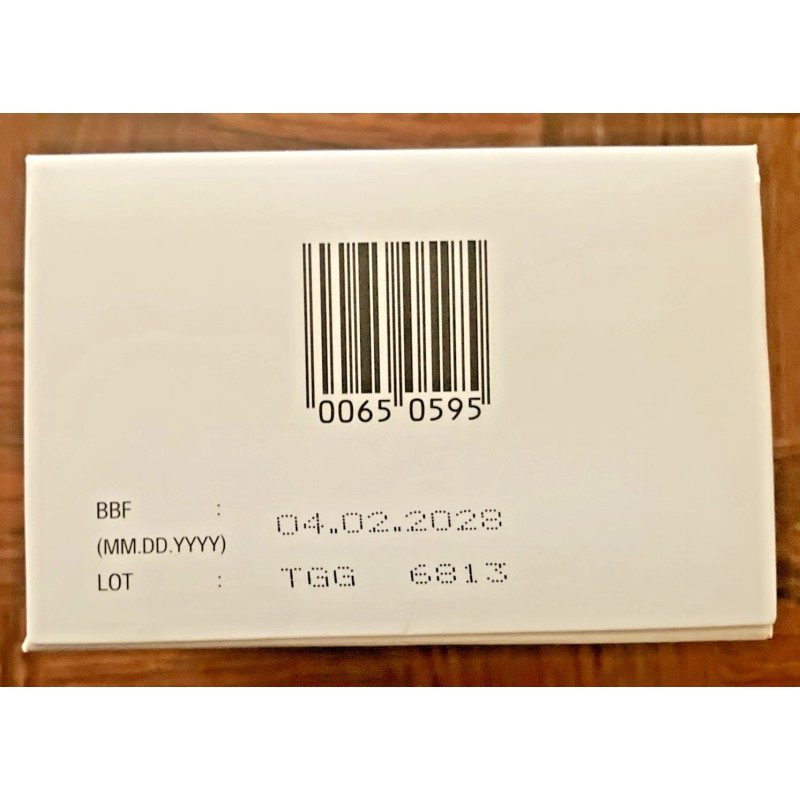 0065 0595
BBF : 04.02.2028
(MM.DD.YYYY)
LOT : TGG 6813